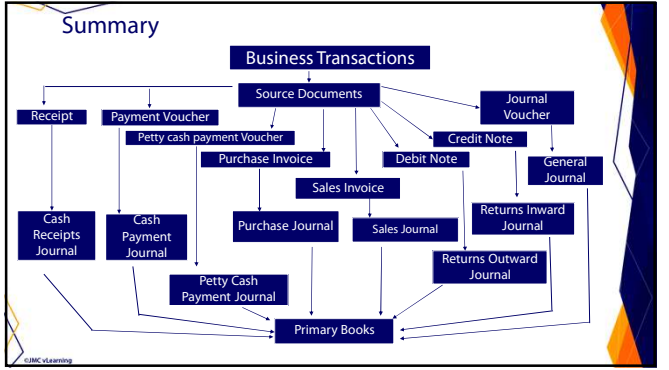 Summary
Business Transactions
Source Documents
Receipt
Payment Voucher
Journal
Voucher
Petty cash payment Voucher
Credit Note
Purchase Invoice
Debit Note
General
Journal
Sales Invoice
Cash
Receipts
Journal
Cash
Payment
Journal
Purchase Journal
Sales Journal
Returns Inward
Journal
Returns Outward
Journal
Petty Cash
Payment Journal
Primary Books
©JMC vLearning